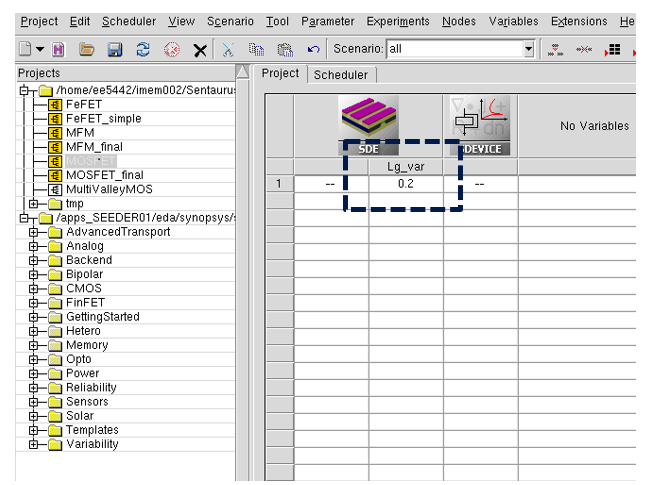 Project Edit Scheduler View Scenario Tool Parameter Experiments Nodes Variables Extensions He
Scenario: all
Projects
Project Scheduler
/home/ee5442/imem002/Sentauru
FeFET
FeFET_simple
MFM
MFM_final
MOSFET
MOSFET_final
MultiValleyMOS
tmp
/apps_SEEDER01/eda/synopsys/
AdvancedTransport
Analog
Backend
Bipolar
CMOS
FinFET
GettingStarted
Hetero
Memory
Opto
Power
Reliability
Sensors
Solar
Templates
Variability
SDE
SDEVICE
No Variables
Lg_var
1 -- 0.2 --